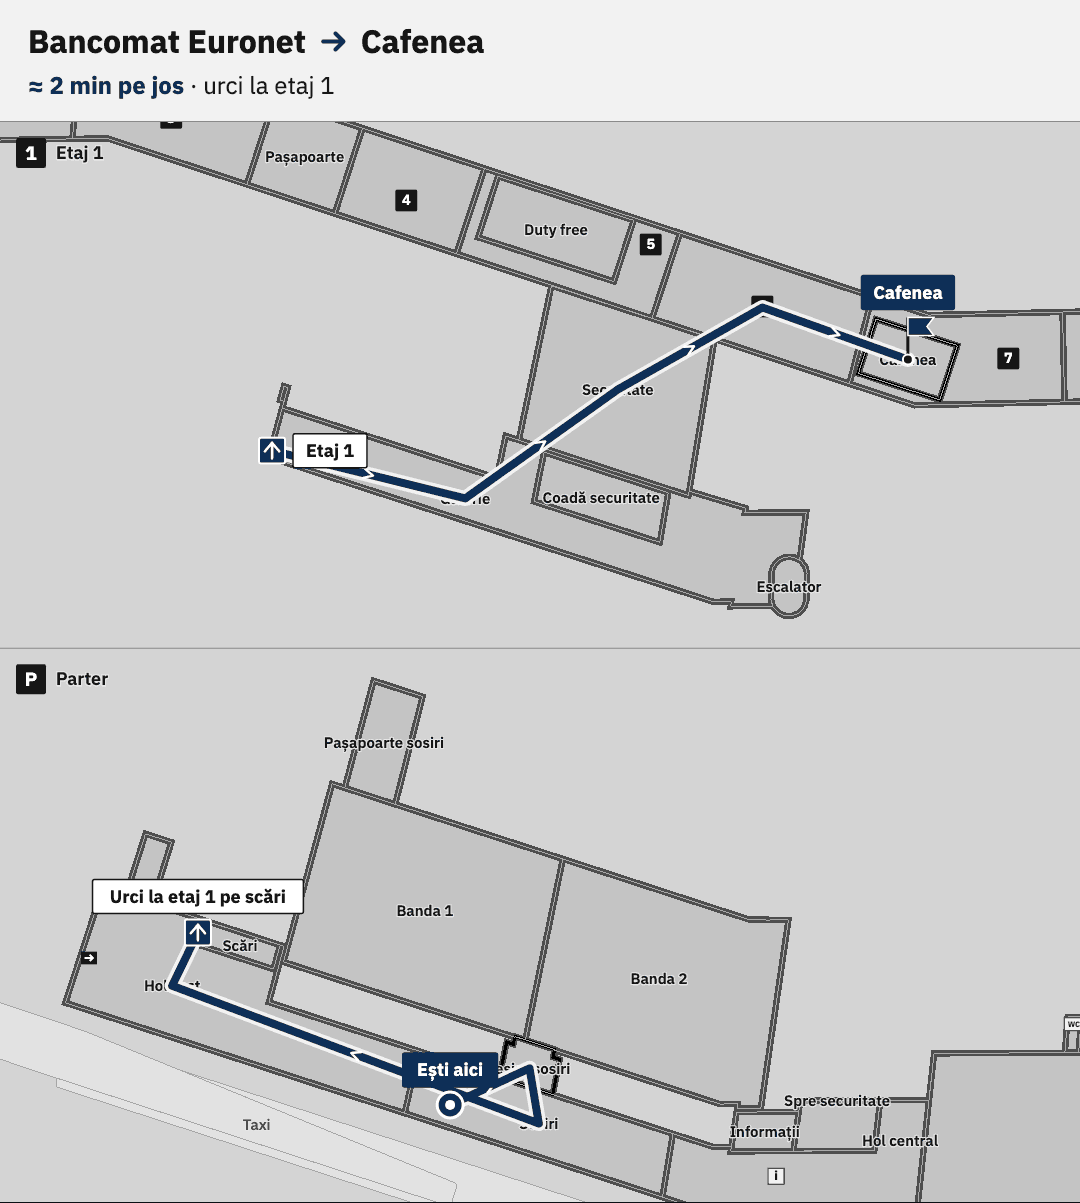 Bancomat Euronet → Cafenea
≈ 2 min pe jos · urci la etaj 1
1 Etaj 1
Pașapoarte
4
Duty free
5
Cafenea
7
Etaj 1
Coadă securitate
Escalator
P Parter
Pașapoarte sosiri
Urci la etaj 1 pe scări
Banda 1
Scări
Banda 2
Ești aici
sosiri
Taxi
Spre securitate
Informații
Hol central
i
wc